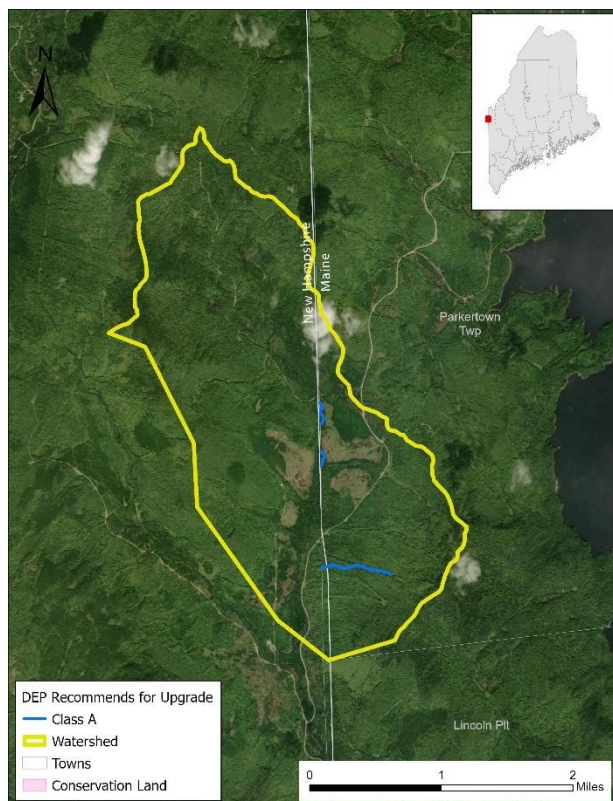 N
New Hampshire
Maine
Parkertown
Twp
Lincoln Plt
DEP Recommends for Upgrade
Class A
Watershed
Towns
Conservation Land
0 1 2
Miles